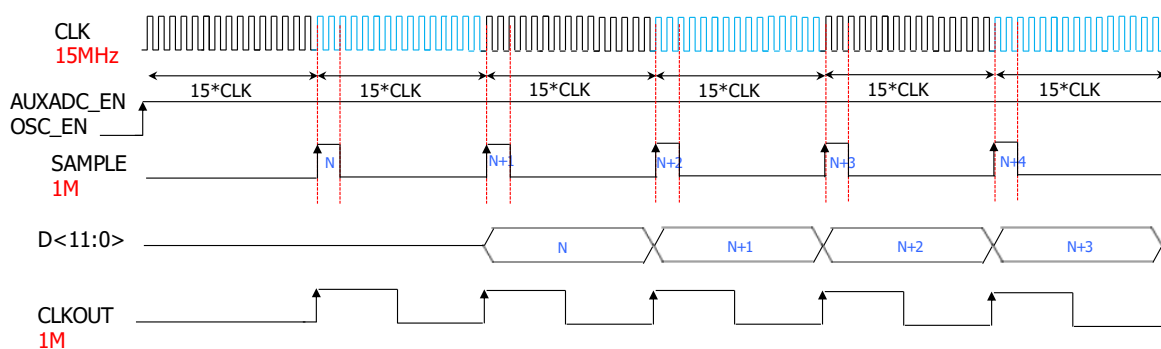 CLK
15MHz
15*CLK 15*CLK 15*CLK 15*CLK 15*CLK 15*CLK
AUXADC_EN
OSC_EN
SAMPLE
1M
N N+1 N+2 N+3 N+4
D<11:0>
N N+1 N+2 N+3
CLKOUT
1M